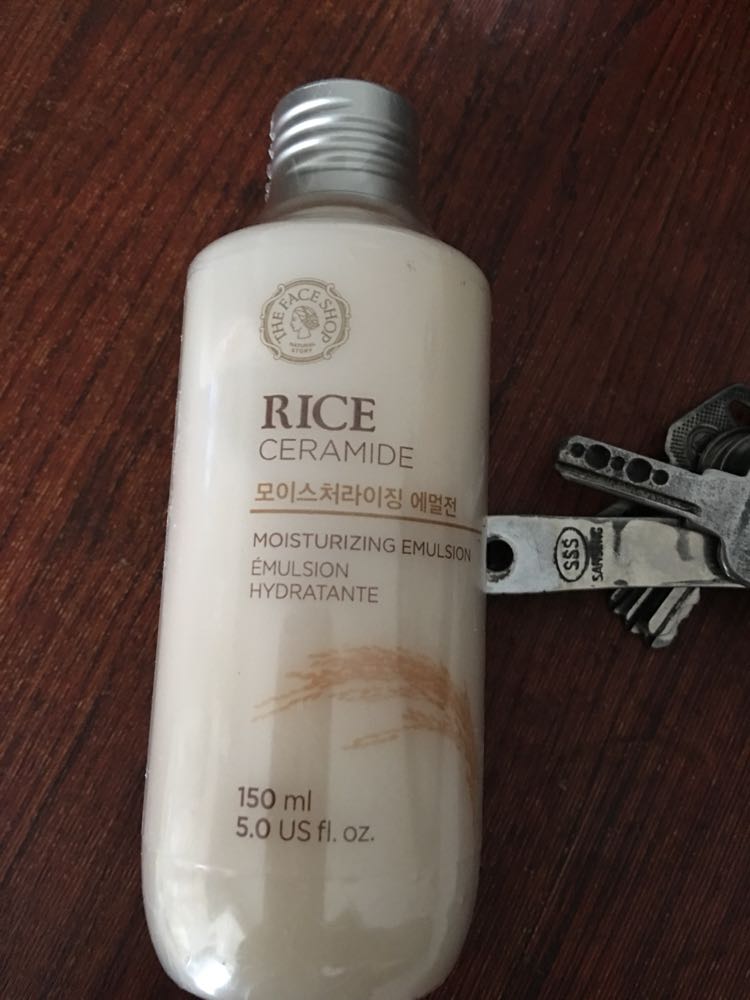 THE FACE SHOP
NATURAL
STORY
RICE
CERAMIDE
모이스처라이징 에멀전
MOISTURIZING EMULSION
ÉMULSION
HYDRATANTE
150 ml
5.0 US fl. oz.
SSS